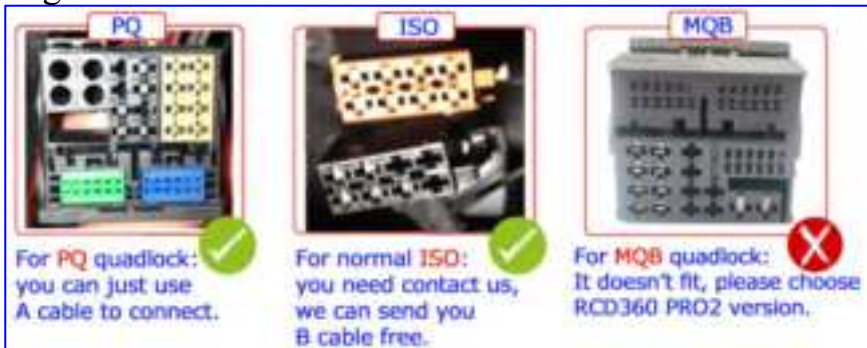 PQ
For PQ quadlock:
you can just use
A cable to connect.
ISO
For normal ISO:
you need contact us,
we can send you
B cable free.
MQB
For MQB quadlock:
It doesn't fit, please choose
RCD360 PRO2 version.